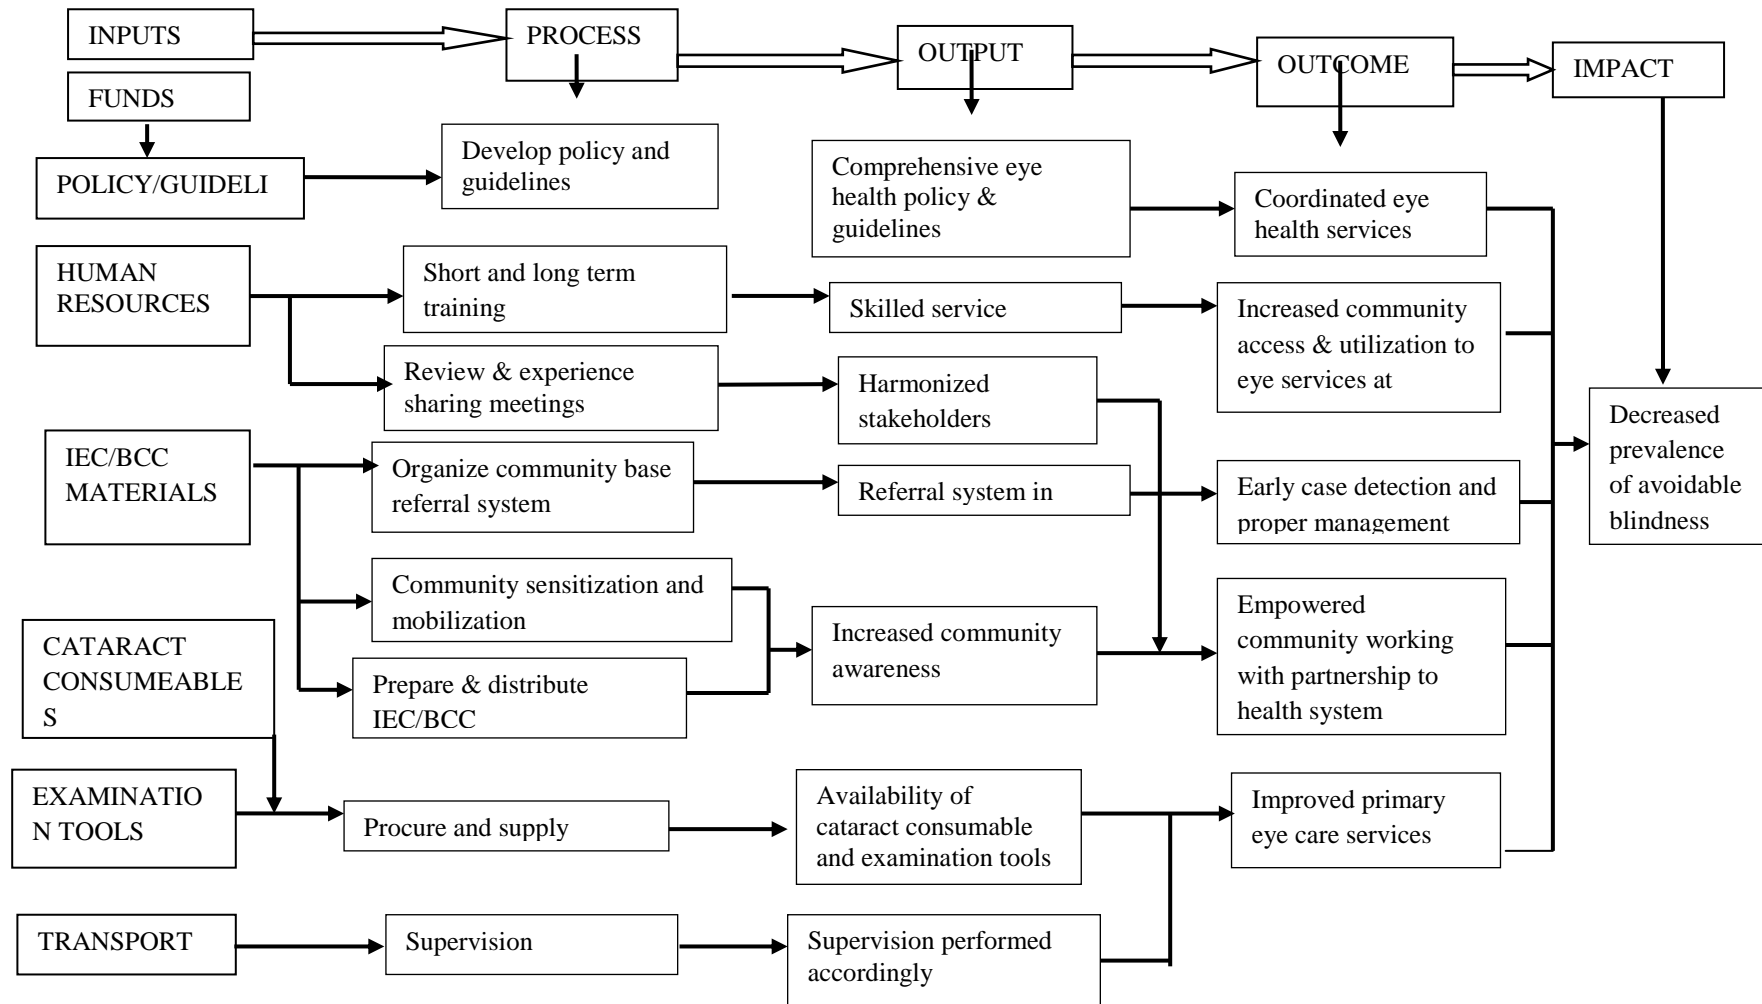 INPUTS
PROCESS
OUTPUT
OUTCOME
IMPACT
FUNDS
POLICY/GUIDELI
Develop policy and
guidelines
Comprehensive eye
health policy &
guidelines
Coordinated eye
health services
HUMAN
RESOURCES
Short and long term
training
Skilled service
Increased community
access & utilization to
eye services at
Review & experience
sharing meetings
Harmonized
stakeholders
Decreased
prevalence
of avoidable
blindness
IEC/BCC
MATERIALS
Organize community base
referral system
Referral system in
Early case detection and
proper management
Community sensitization and
mobilization
Increased community
awareness
Empowered
community working
with partnership to
health system
CATARACT
CONSUMEABLE
S
Prepare & distribute
IEC/BCC
EXAMINATIO
N TOOLS
Procure and supply
Availability of
cataract consumable
and examination tools
Improved primary
eye care services
TRANSPORT
Supervision
Supervision performed
accordingly